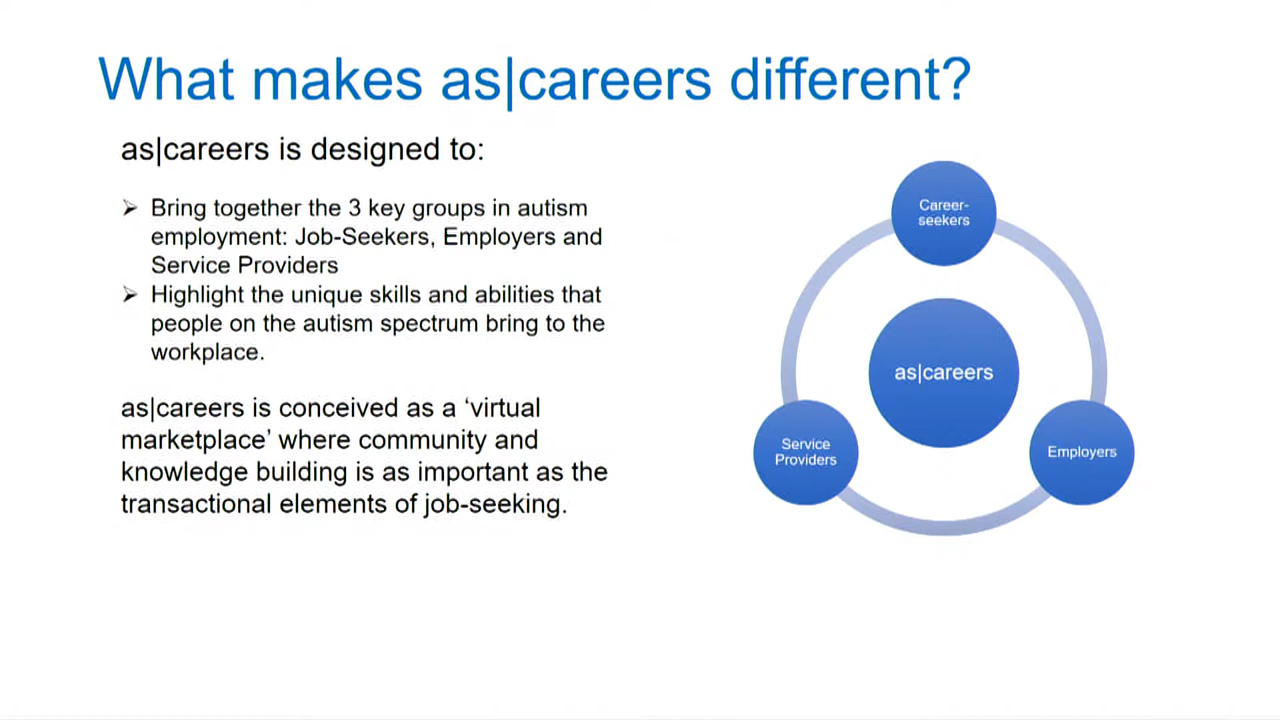 What makes as|careers different?
as|careers is designed to:
➢ Bring together the 3 key groups in autism
employment: Job-Seekers, Employers and
Service Providers
➢ Highlight the unique skills and abilities that
people on the autism spectrum bring to the
workplace.
as|careers is conceived as a ‘virtual
marketplace’ where community and
knowledge building is as important as the
transactional elements of job-seeking.
Career-
seekers
as|careers
Service
Providers
Employers